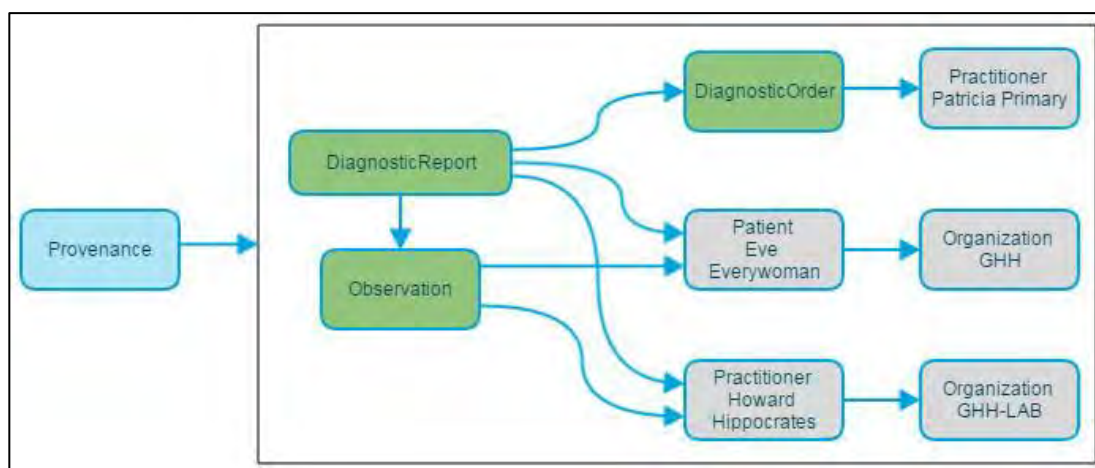 DiagnosticOrder
Practitioner
Patricia Primary
DiagnosticReport
Provenance
Patient
Eve
Everywoman
Organization
GHH
Observation
Practitioner
Howard
Hippocrates
Organization
GHH-LAB